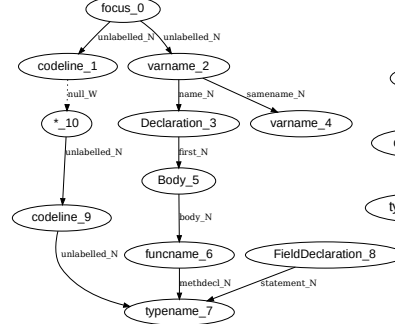 focus_0
unlabelled_N unlabelled_N
codeline_1 varname_2
null_W name_N samename_N
*_10 Declaration_3 varname_4
unlabelled_N first_N
Body_5
codeline_9 body_N
unlabelled_N funcname_6 FieldDeclaration_8
methdecl_N statement_N
typename_7